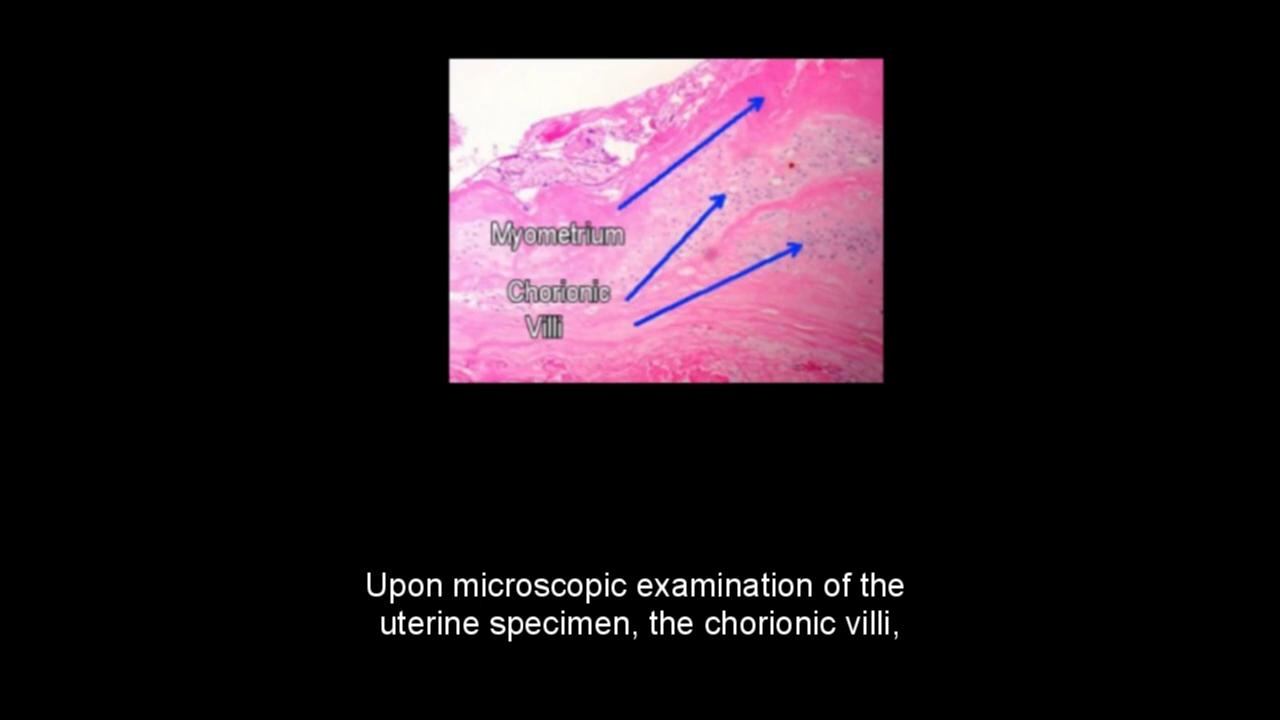 Myometrium
Chorionic
Villi
Upon microscopic examination of the
uterine specimen, the chorionic villi,